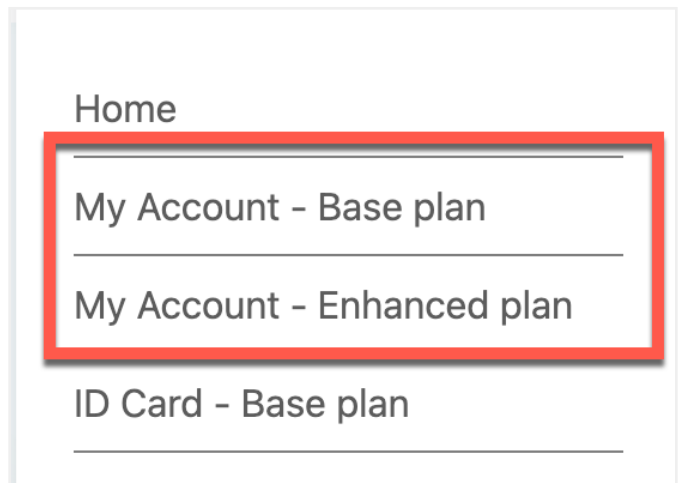 Home
My Account - Base plan
My Account - Enhanced plan
ID Card - Base plan